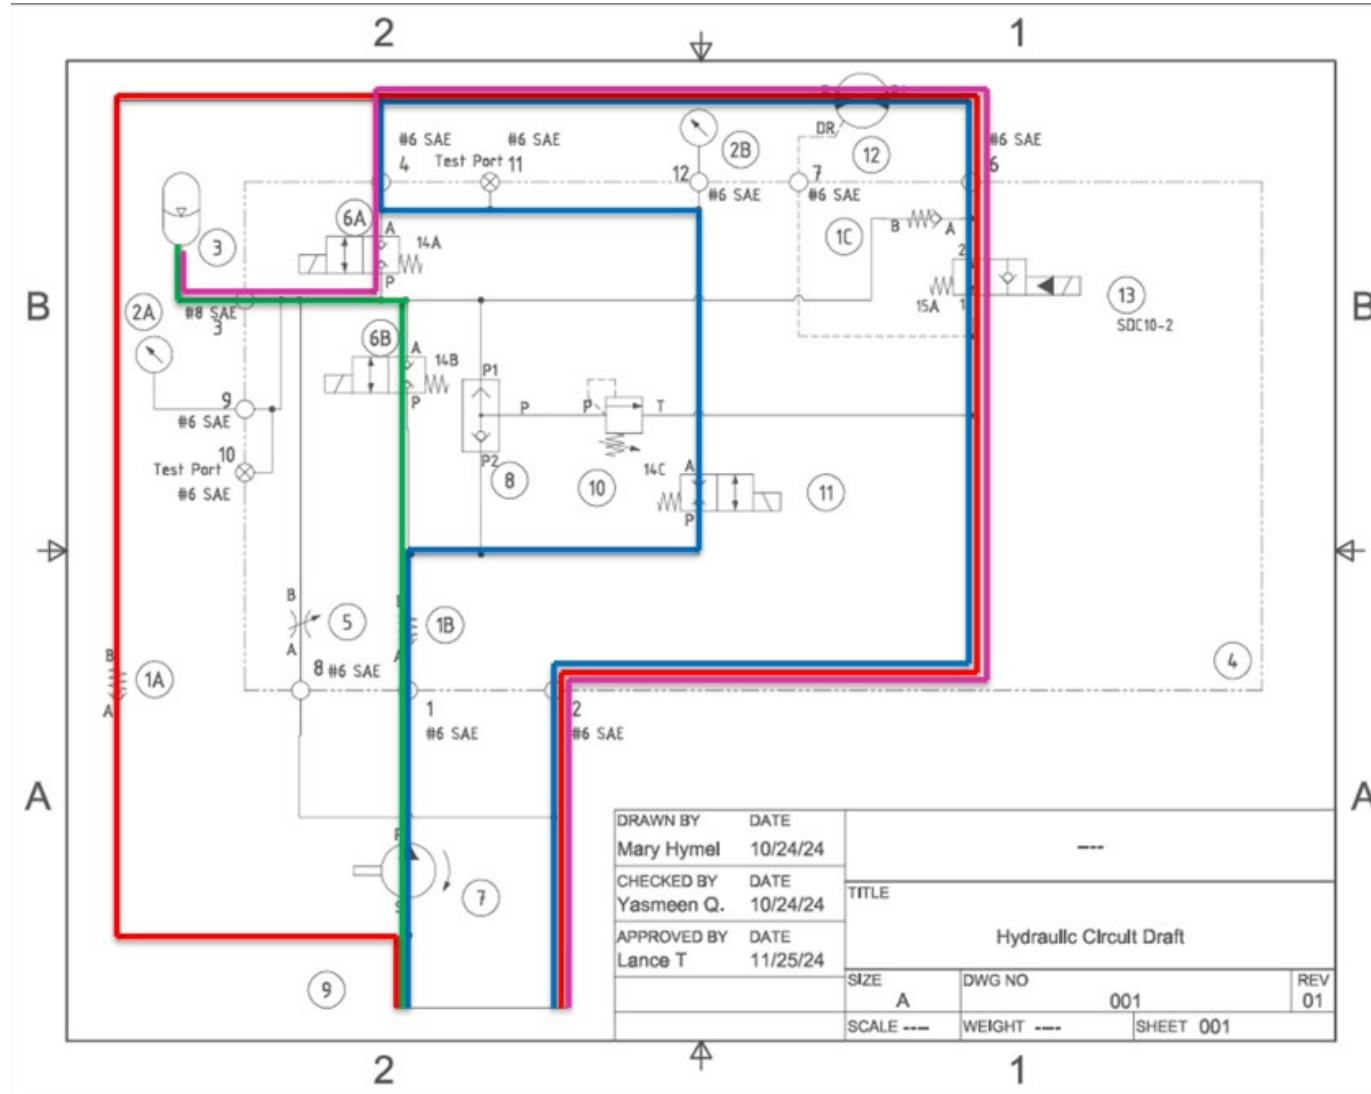 2
1
#6 SAE
#6 SAE
#6 SAE
DR
12
2B
4
Test Port
11
12
7
6
#6 SAE
#6 SAE
6A
A
14A
P
3
1C
B
A
2
1
15A
13
SDC10-2
B
B
2A
#8 SAE
3
6B
A
14B
P
P1
P
P
T
P2
8
10
14C
A
P
11
9
#6 SAE
10
Test Port
#6 SAE
B
5
A
1B
A
8 #6 SAE
B
1A
A
4
1
#6 SAE
2
#6 SAE
A
A
7
9
DRAWN BY DATE
Mary Hymel 10/24/24
CHECKED BY DATE
Yasmeen Q. 10/24/24
APPROVED BY DATE
Lance T 11/25/24
----
TITLE
Hydraulic Circuit Draft
SIZE
A
DWG NO
001
REV
01
SCALE ----
WEIGHT ----
SHEET 001
2
1